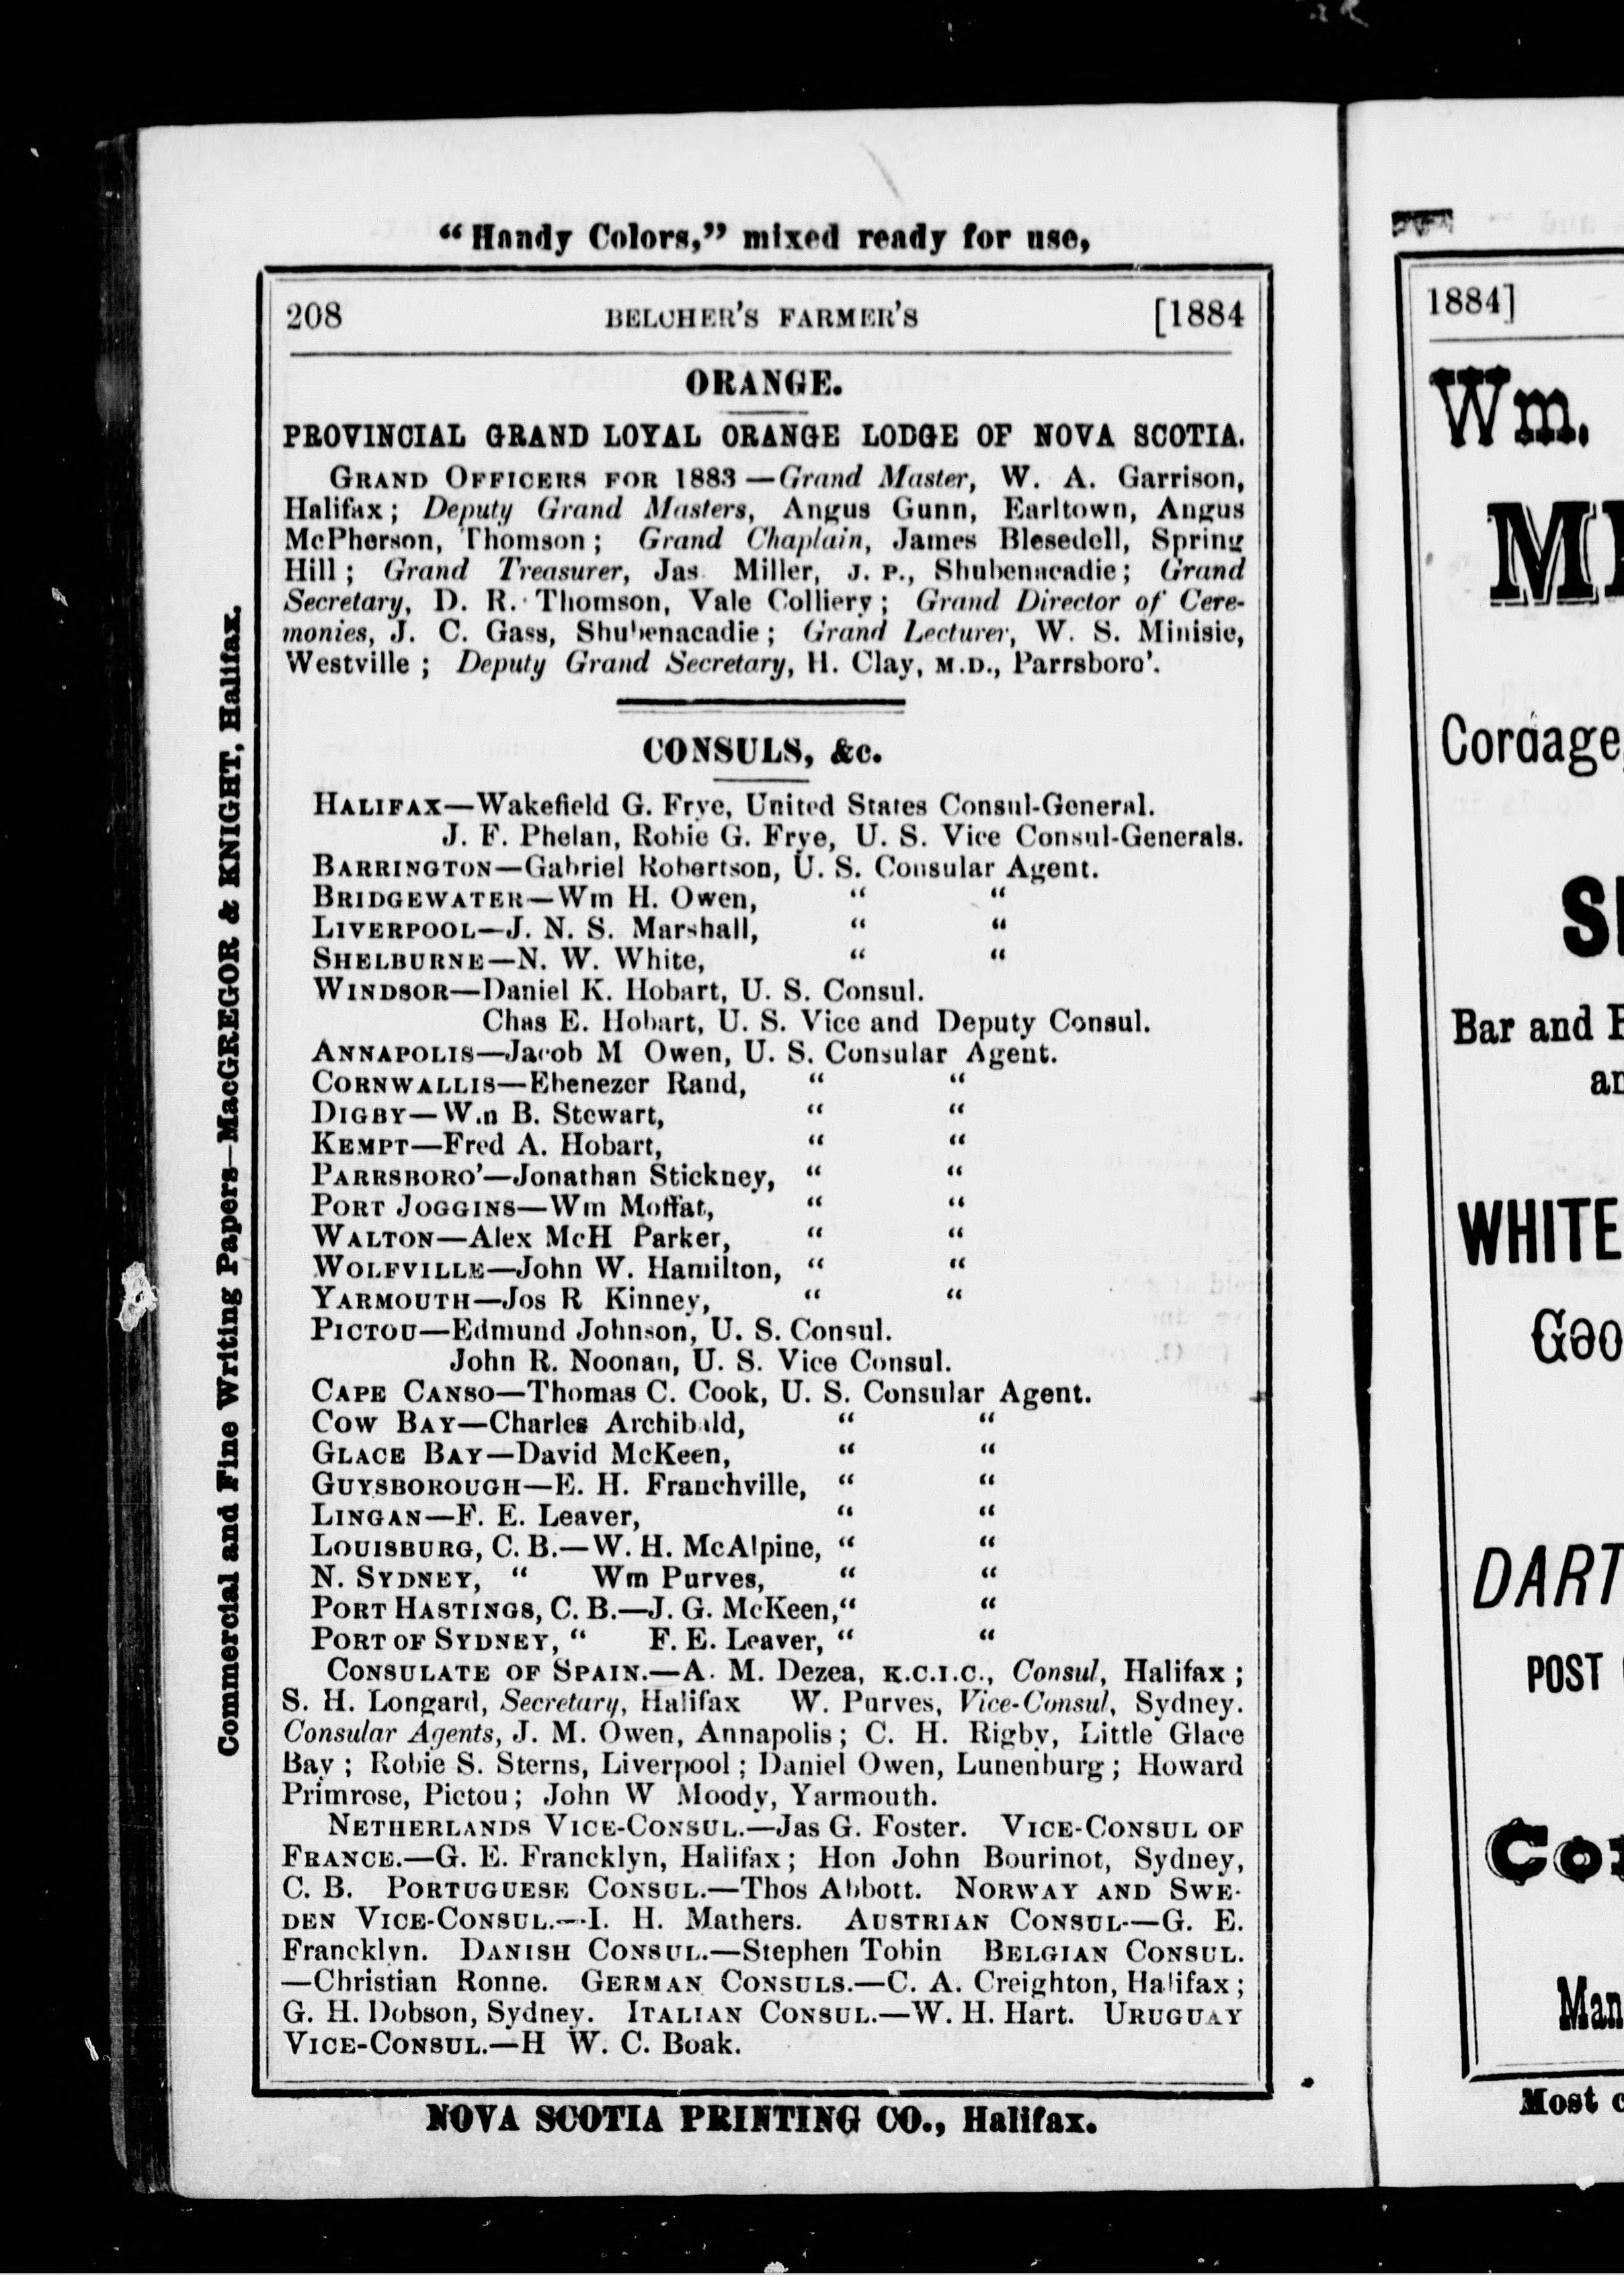 “Handy Colors,” mixed ready for use,
208 BELCHER’S FARMER’S [1884
ORANGE.
PROVINCIAL GRAND LOYAL ORANGE LODGE OF NOVA SCOTIA.
GRAND OFFICERS FOR 1883—Grand Master, W. A. Garrison,
Halifax; Deputy Grand Masters, Angus Gunn, Earltown, Angus
McPherson, Thomson; Grand Chaplain, James Blesedell, Spring
Hill; Grand Treasurer, Jas. Miller, J. P., Shubenacadie; Grand
Secretary, D. R. Thomson, Vale Colliery; Grand Director of Cere-
monies, J. C. Gass, Shubenacadie; Grand Lecturer, W. S. Minisie,
Westville; Deputy Grand Secretary, H. Clay, M.D., Parrsboro’.
CONSULS, &c.
HALIFAX—Wakefield G. Frye, United States Consul-General.
J. F. Phelan, Robie G. Frye, U. S. Vice Consul-Generals.
BARRINGTON—Gabriel Robertson, U. S. Consular Agent.
BRIDGEWATER—Wm H. Owen, “ “
LIVERPOOL—J. N. S. Marshall, “ “
SHELBURNE—N. W. White, “ “
WINDSOR—Daniel K. Hobart, U. S. Consul.
Chas E. Hobart, U. S. Vice and Deputy Consul.
ANNAPOLIS—Jacob M Owen, U. S. Consular Agent.
CORNWALLIS—Ebenezer Rand, “ “
DIGBY—Wm B. Stewart, “ “
KEMPT—Fred A. Hobart, “ “
PARRSBORO’—Jonathan Stickney, “ “
PORT JOGGINS—Wm Moffat, “ “
WALTON—Alex McH Parker, “ “
WOLFVILLE—John W. Hamilton, “ “
YARMOUTH—Jos R Kinney, “ “
PICTOU—Edmund Johnson, U. S. Consul.
John R. Noonan, U. S. Vice Consul.
CAPE CANSO—Thomas C. Cook, U. S. Consular Agent.
COW BAY—Charles Archibald, “ “
GLACE BAY—David McKeen, “ “
GUYSBOROUGH—E. H. Franchville, “ “
LINGAN—F. E. Leaver, “ “
LOUISBURG, C. B.—W. H. McAlpine, “ “
N. SYDNEY, “ Wm Purves, “ “
PORT HASTINGS, C. B.—J. G. McKeen, “ “
PORT OF SYDNEY, “ F. E. Leaver, “ “
CONSULATE OF SPAIN.—A. M. Dezea, K.C.I.C., Consul, Halifax;
S. H. Longard, Secretary, Halifax W. Purves, Vice-Consul, Sydney.
Consular Agents, J. M. Owen, Annapolis; C. H. Rigby, Little Glace
Bay; Robie S. Sterns, Liverpool; Daniel Owen, Lunenburg; Howard
Primrose, Pictou; John W Moody, Yarmouth.
NETHERLANDS VICE-CONSUL.—Jas G. Foster. VICE-CONSUL OF
FRANCE.—G. E. Francklyn, Halifax; Hon John Bourinot, Sydney,
C. B. PORTUGUESE CONSUL.—Thos Abbott. NORWAY AND SWE-
DEN VICE-CONSUL.—I. H. Mathers. AUSTRIAN CONSUL—G. E.
Francklyn. DANISH CONSUL.—Stephen Tobin BELGIAN CONSUL.
—Christian Ronne. GERMAN CONSULS.—C. A. Creighton, Halifax;
G. H. Dobson, Sydney. ITALIAN CONSUL.—W. H. Hart. URUGUAY
VICE-CONSUL.—H W. C. Boak.
NOVA SCOTIA PRINTING CO., Halifax.
Commercial and Fine Writing Papers—MacGREGOR & KNIGHT, Halifax.
1884]
Wm.
Cordage,
Bar and
WHITE
DART
POST
Most